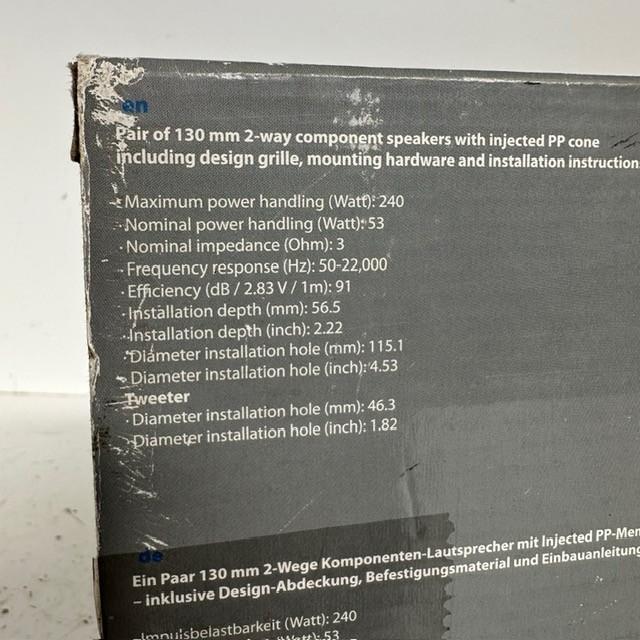 en
Pair of 130 mm 2-way component speakers with injected PP cone
including design grille, mounting hardware and installation instruction
· Maximum power handling (Watt): 240
· Nominal power handling (Watt): 53
· Nominal impedance (Ohm): 3
· Frequency response (Hz): 50-22,000
· Efficiency (dB / 2.83 V / 1m): 91
· Installation depth (mm): 56.5
· Installation depth (inch): 2.22
· Diameter installation hole (mm): 115.1
· Diameter installation hole (inch): 4.53
Tweeter
· Diameter installation hole (mm): 46.3
· Diameter installation hole (inch): 1.82
de
Ein Paar 130 mm 2-Wege Komponenten-Lautsprecher mit Injected PP-Mem
– inklusive Design-Abdeckung, Befestigungsmaterial und Einbauanleitung
Impulsbelastbarkeit (Watt): 240
(Watt): 53